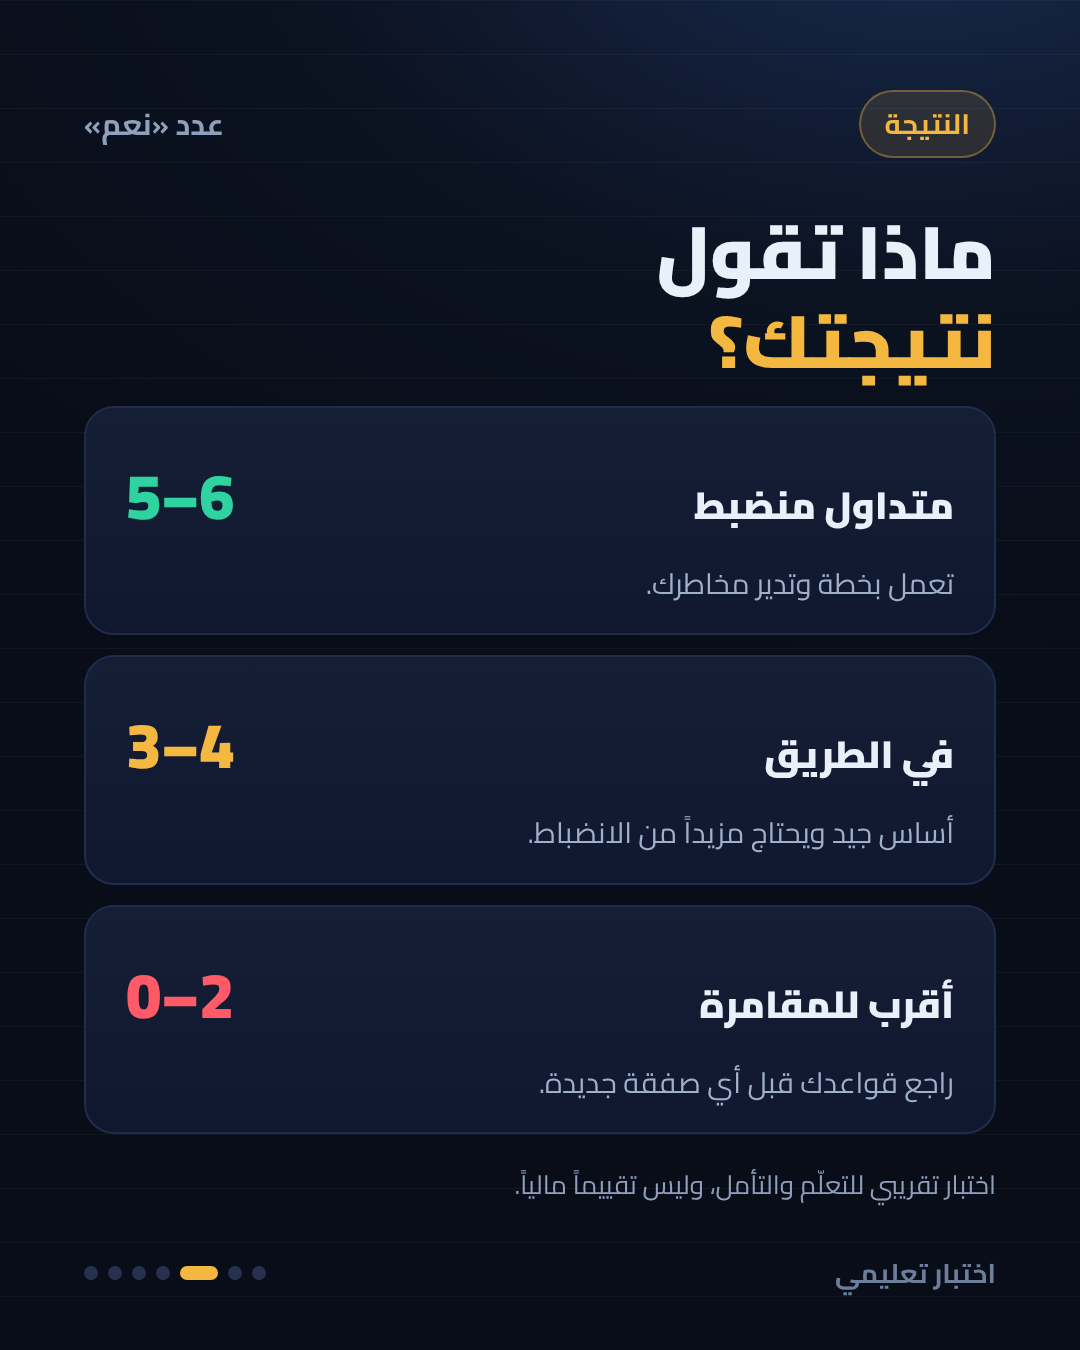 النتيجة
عدد «نعم»
ماذا تقول
نتيجتك؟
متداول منضبط
5–6
تعمل بخطة وتدير مخاطرك.
في الطريق
3–4
أساس جيد ويحتاج مزيداً من الانضباط.
أقرب للمقامرة
0–2
راجع قواعدك قبل أي صفقة جديدة.
اختبار تقريبي للتعلّم والتأمل، وليس تقييماً مالياً.
اختبار تعليمي